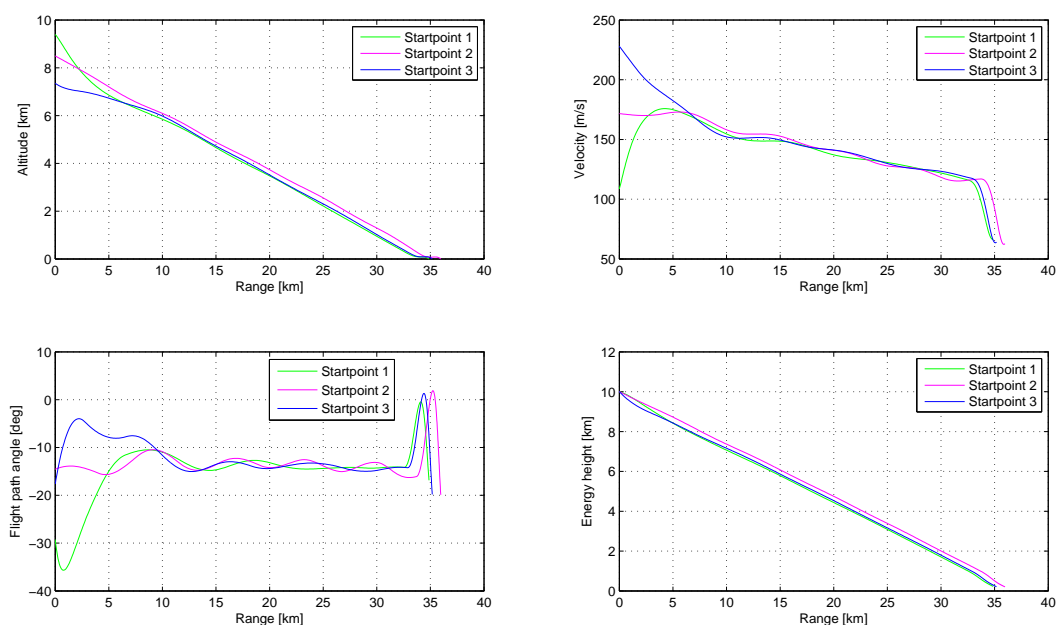 10
8
6
4
2
0
0 5 10 15 20 25 30 35 40
Altitude [km]
Range [km]
Startpoint 1
Startpoint 2
Startpoint 3
250
200
150
100
50
0 5 10 15 20 25 30 35 40
Velocity [m/s]
Range [km]
Startpoint 1
Startpoint 2
Startpoint 3
10
0
−10
−20
−30
−40
0 5 10 15 20 25 30 35 40
Flight path angle [deg]
Range [km]
Startpoint 1
Startpoint 2
Startpoint 3
12
10
8
6
4
2
0
0 5 10 15 20 25 30 35 40
Energy height [km]
Range [km]
Startpoint 1
Startpoint 2
Startpoint 3